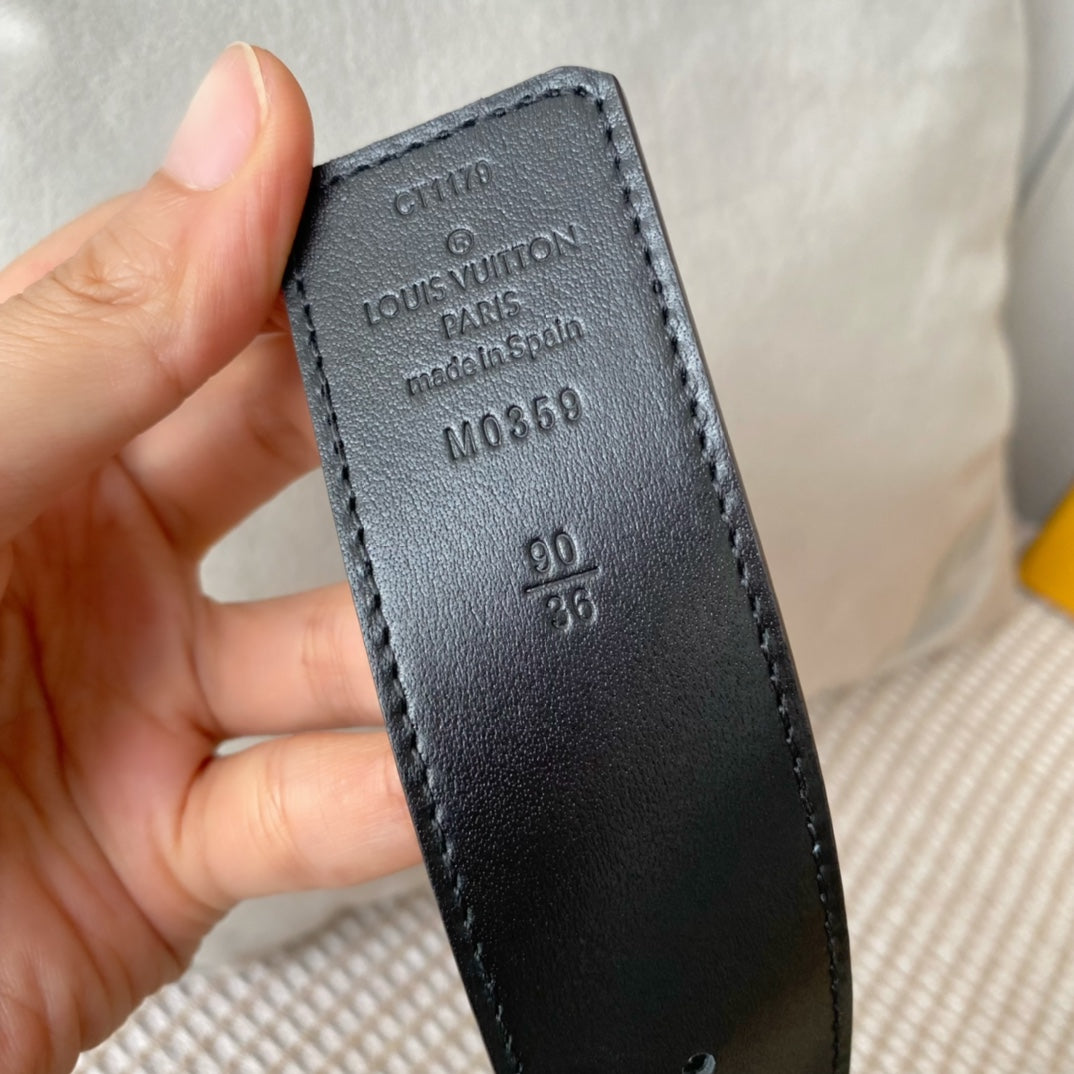 CT1179
®
LOUIS VUITTON
PARIS
made in Spain
M0359
90
36